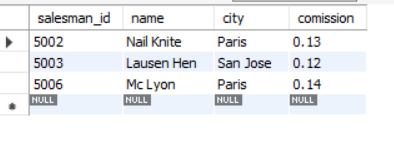 salesman_id name city comission
5002 Nail Knite Paris 0.13
5003 Lausen Hen San Jose 0.12
5006 Mc Lyon Paris 0.14
NULL NULL NULL NULL